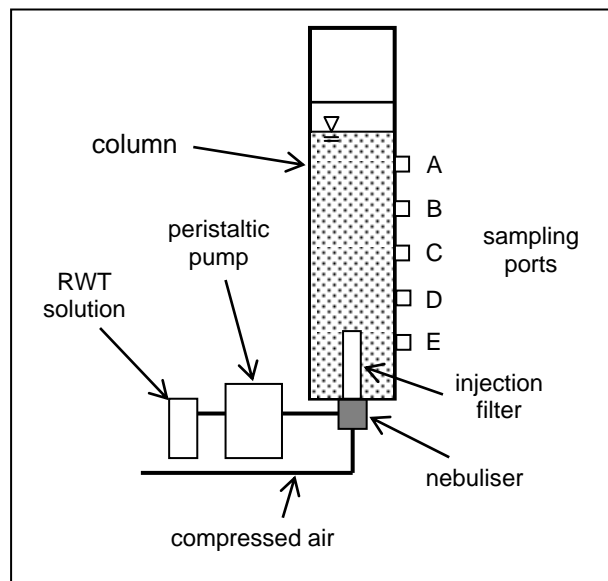 column
A
B
C
D
E
sampling
ports
peristaltic
pump
RWT
solution
injection
filter
nebuliser
compressed air